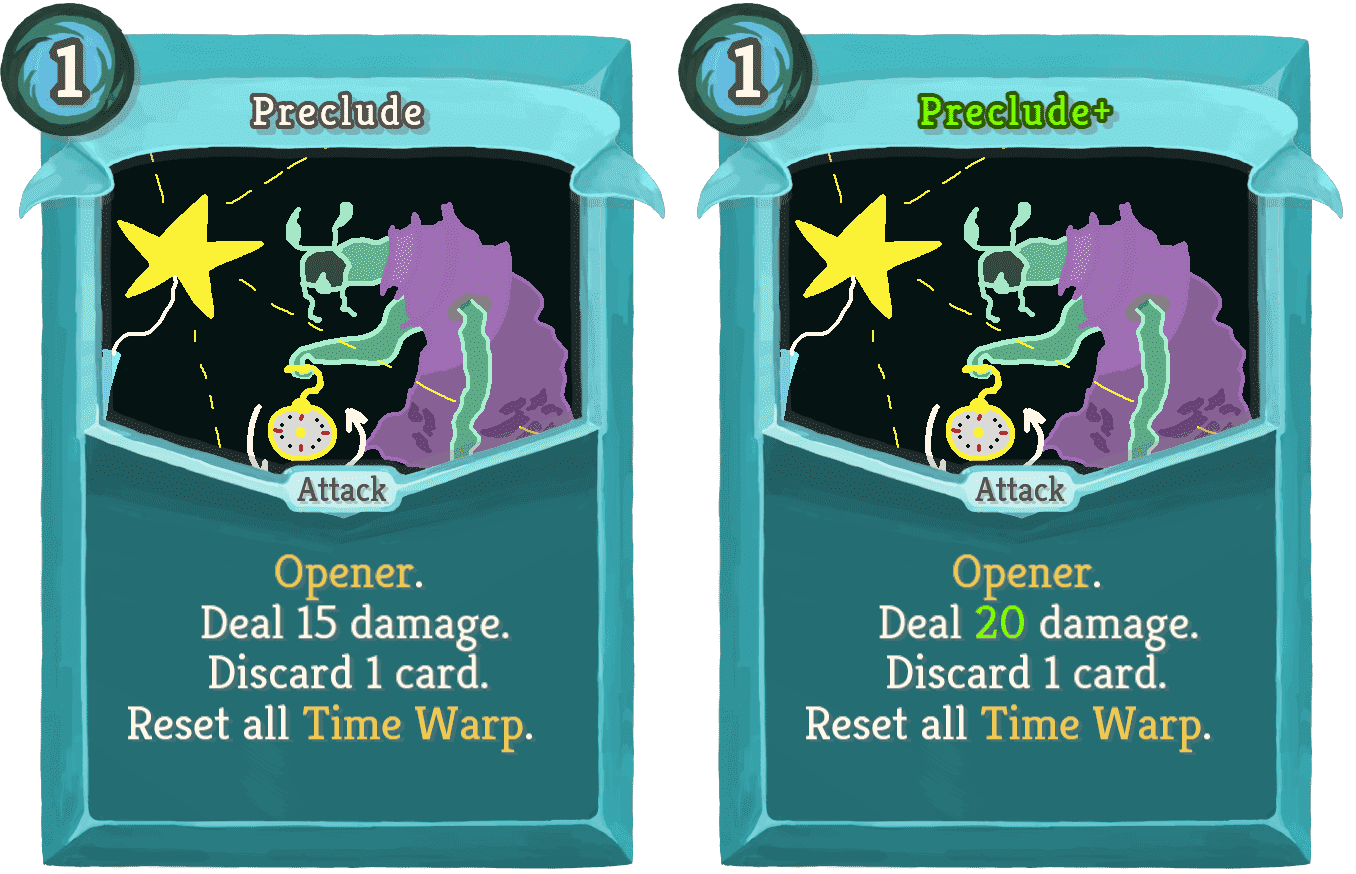 1
Preclude
Attack
Opener.
Deal 15 damage.
Discard 1 card.
Reset all Time Warp.
1
Preclude+
Attack
Opener.
Deal 20 damage.
Discard 1 card.
Reset all Time Warp.